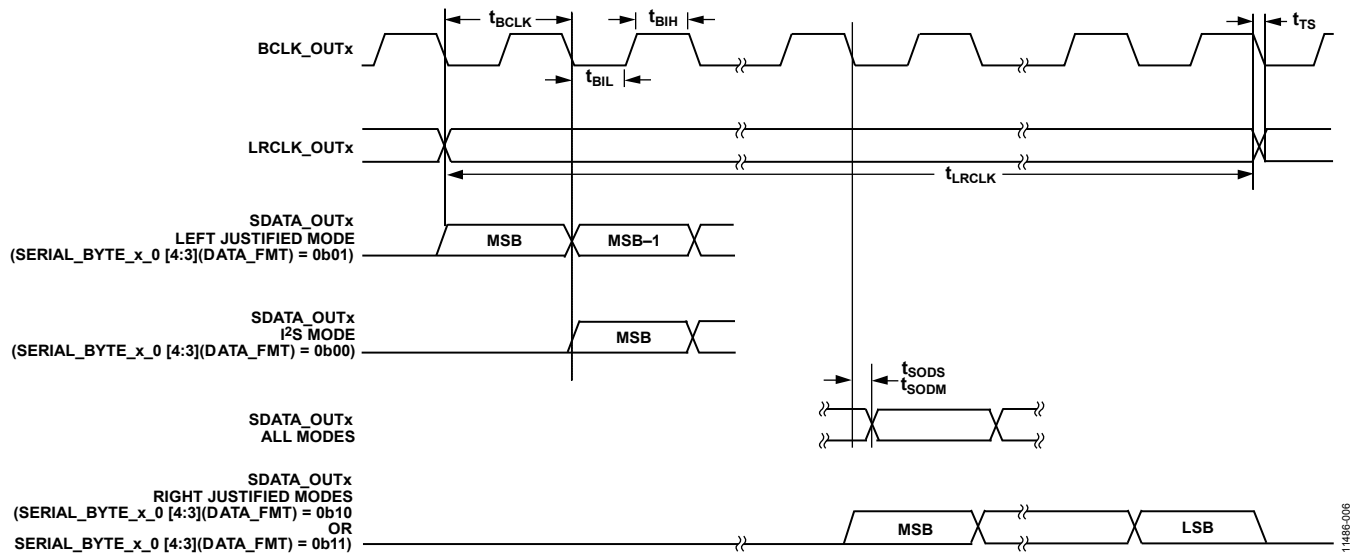 tBCLK
tBIH
tTS
BCLK_OUTx
tBIL
LRCLK_OUTx
tLRCLK
SDATA_OUTx
LEFT JUSTIFIED MODE
(SERIAL_BYTE_x_0 [4:3](DATA_FMT) = 0b01)
MSB
MSB–1
SDATA_OUTx
I2S MODE
(SERIAL_BYTE_x_0 [4:3](DATA_FMT) = 0b00)
MSB
tSODS
tSODM
SDATA_OUTx
ALL MODES
SDATA_OUTx
RIGHT JUSTIFIED MODES
(SERIAL_BYTE_x_0 [4:3](DATA_FMT) = 0b10
OR
SERIAL_BYTE_x_0 [4:3](DATA_FMT) = 0b11)
MSB
LSB
11486-006